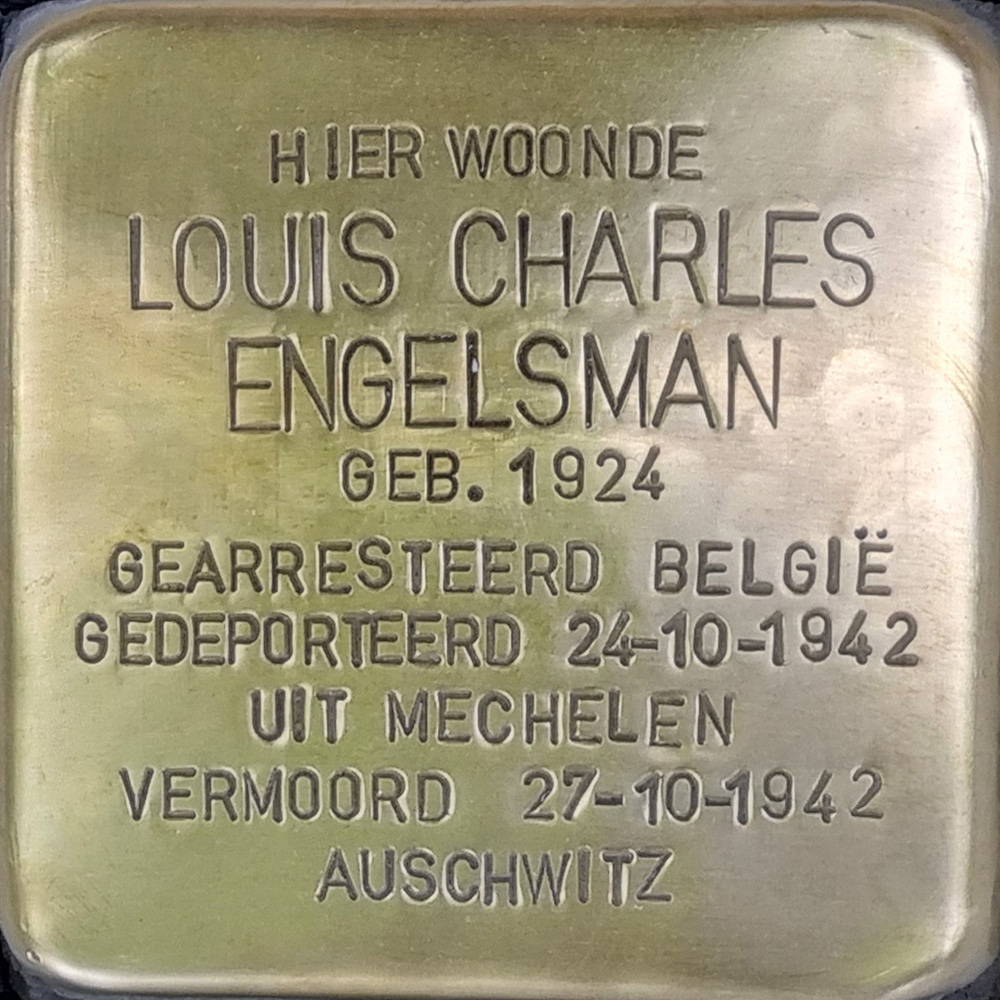 HIER WOONDE
LOUIS CHARLES
ENGELSMAN
GEB. 1924
GEARRESTEERD BELGIË
GEDEPORTEERD 24-10-1942
UIT MECHELEN
VERMOORD 27-10-1942
AUSCHWITZ